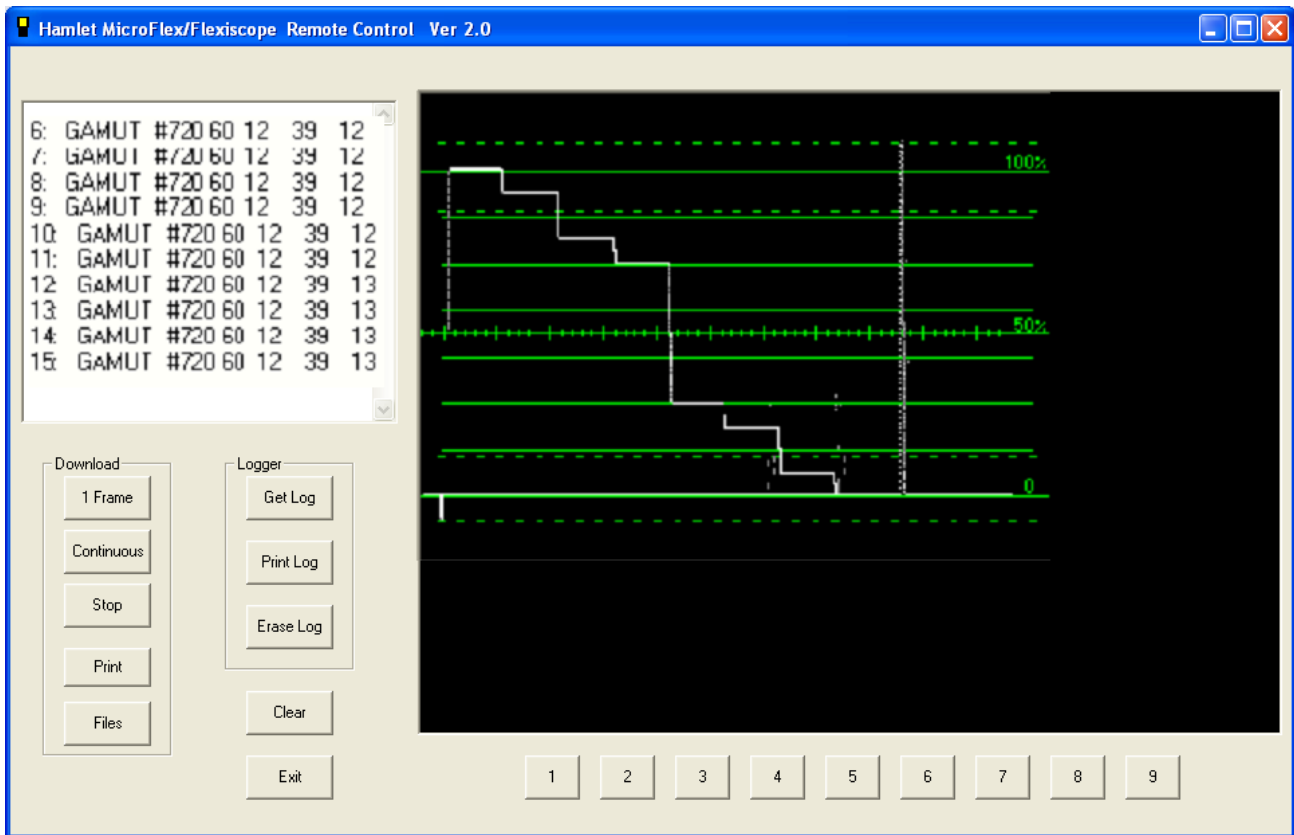 Hamlet MicroFlex/Flexiscope Remote Control Ver 2.0
6: GAMUT #720 60 12 39 12
7: GAMUT #720 60 12 39 12
8: GAMUT #720 60 12 39 12
9: GAMUT #720 60 12 39 12
10: GAMUT #720 60 12 39 12
11: GAMUT #720 60 12 39 12
12: GAMUT #720 60 12 39 13
13: GAMUT #720 60 12 39 13
14: GAMUT #720 60 12 39 13
15: GAMUT #720 60 12 39 13
100%
50%
0
Download
1 Frame
Continuous
Stop
Print
Files
Logger
Get Log
Print Log
Erase Log
Clear
Exit
1 2 3 4 5 6 7 8 9